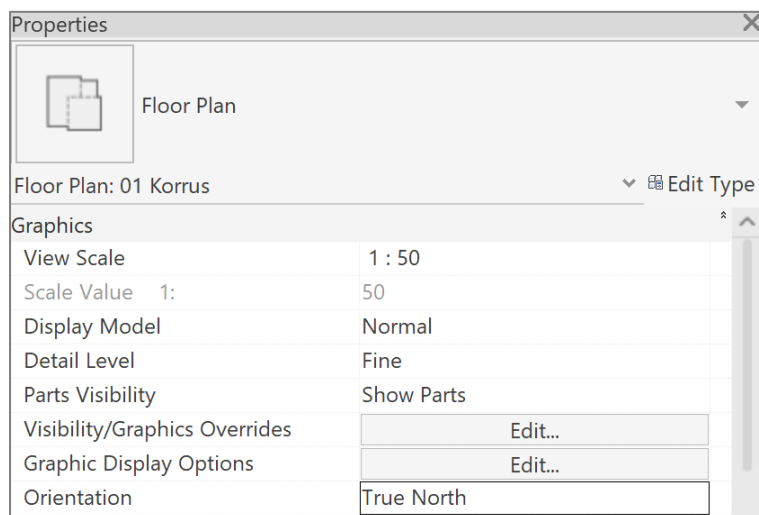 Properties
Floor Plan
Floor Plan: 01 Korrus Edit Type
Graphics
View Scale 1 : 50
Scale Value 1: 50
Display Model Normal
Detail Level Fine
Parts Visibility Show Parts
Visibility/Graphics Overrides Edit...
Graphic Display Options Edit...
Orientation True North